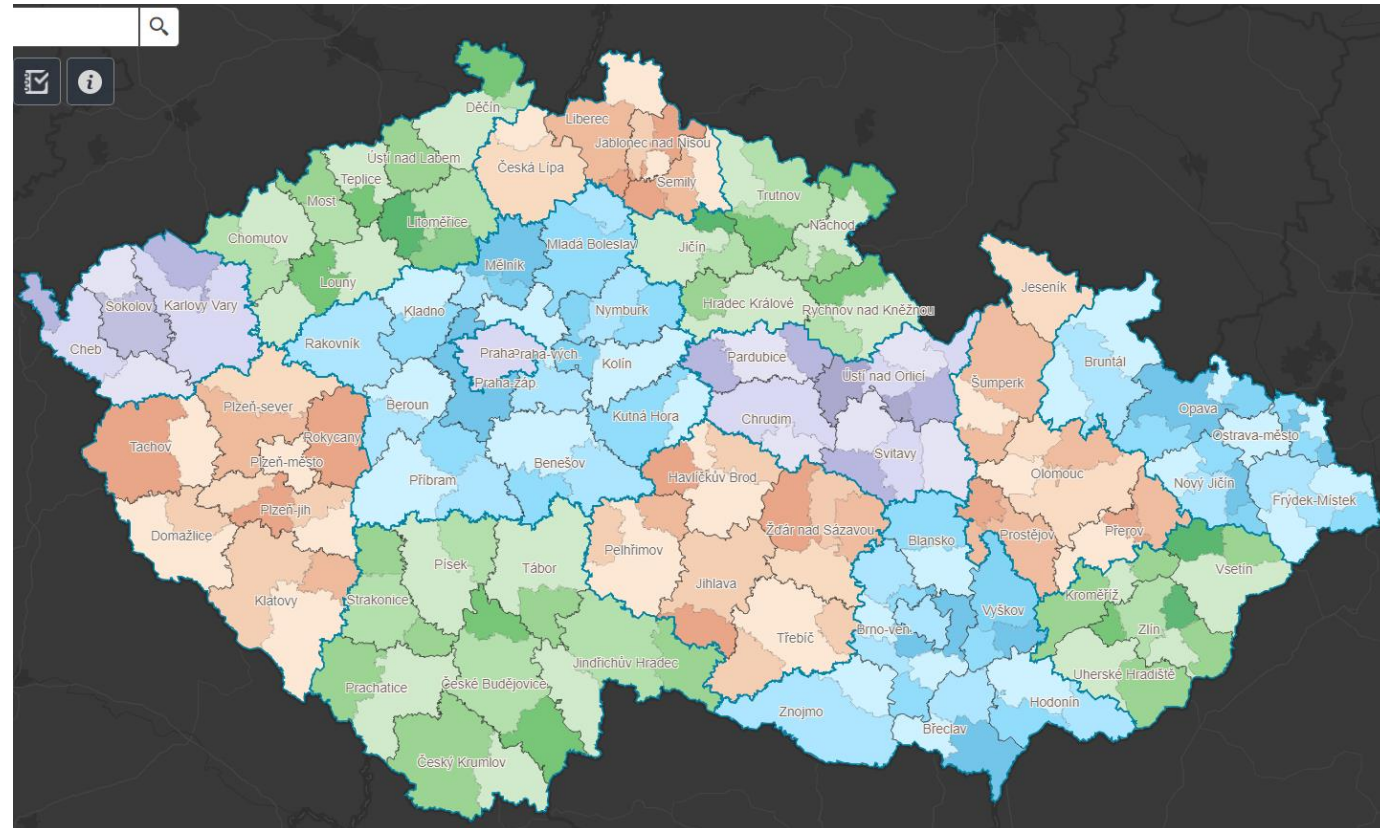 i
Děčín
Liberec
Jablonec nad Nisou
Ústí nad Labem
Česká Lípa
Teplice
Semily
Most
Trutnov
Litoměřice
Náchod
Chomutov
Mladá Boleslav
Jičín
Mělník
Louny
Jeseník
Sokolov
Karlovy Vary
Kladno
Nymburk
Hradec Králové
Rychnov nad Kněžnou
Cheb
Rakovník
Praha
Praha-vých.
Kolín
Pardubice
Bruntál
Ústí nad Orlicí
Šumperk
Praha-záp.
Plzeň-sever
Beroun
Kutná Hora
Chrudim
Opava
Tachov
Rokycany
Ostrava-město
Plzeň-město
Svitavy
Benešov
Příbram
Havlíčkův Brod
Olomouc
Nový Jičín
Frýdek-Místek
Plzeň-jih
Žďár nad Sázavou
Prostějov
Přerov
Domažlice
Blansko
Pelhřimov
Písek
Tábor
Vsetín
Jihlava
Klatovy
Strakonice
Kroměříž
Vyškov
Brno-ven.
Zlín
Třebíč
Jindřichův Hradec
Uherské Hradiště
Prachatice
České Budějovice
Hodonín
Znojmo
Břeclav
Český Krumlov